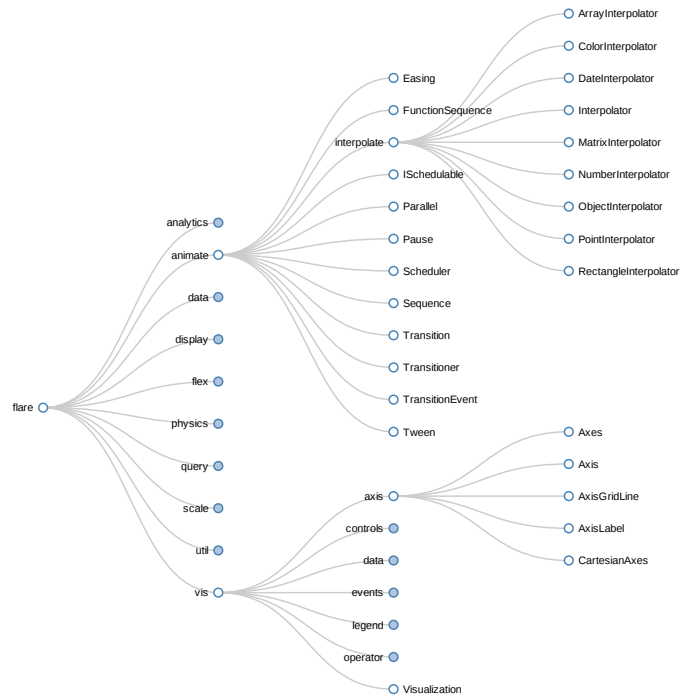 ArrayInterpolator
ColorInterpolator
Easing
DateInterpolator
FunctionSequence
Interpolator
interpolate
MatrixInterpolator
ISchedulable
NumberInterpolator
Parallel
ObjectInterpolator
analytics
Pause
PointInterpolator
animate
Scheduler
RectangleInterpolator
data
Sequence
display
Transition
Transitioner
flex
TransitionEvent
flare
physics
Tween
Axes
query
Axis
axis
AxisGridLine
scale
controls
AxisLabel
util
data
CartesianAxes
vis
events
legend
operator
Visualization